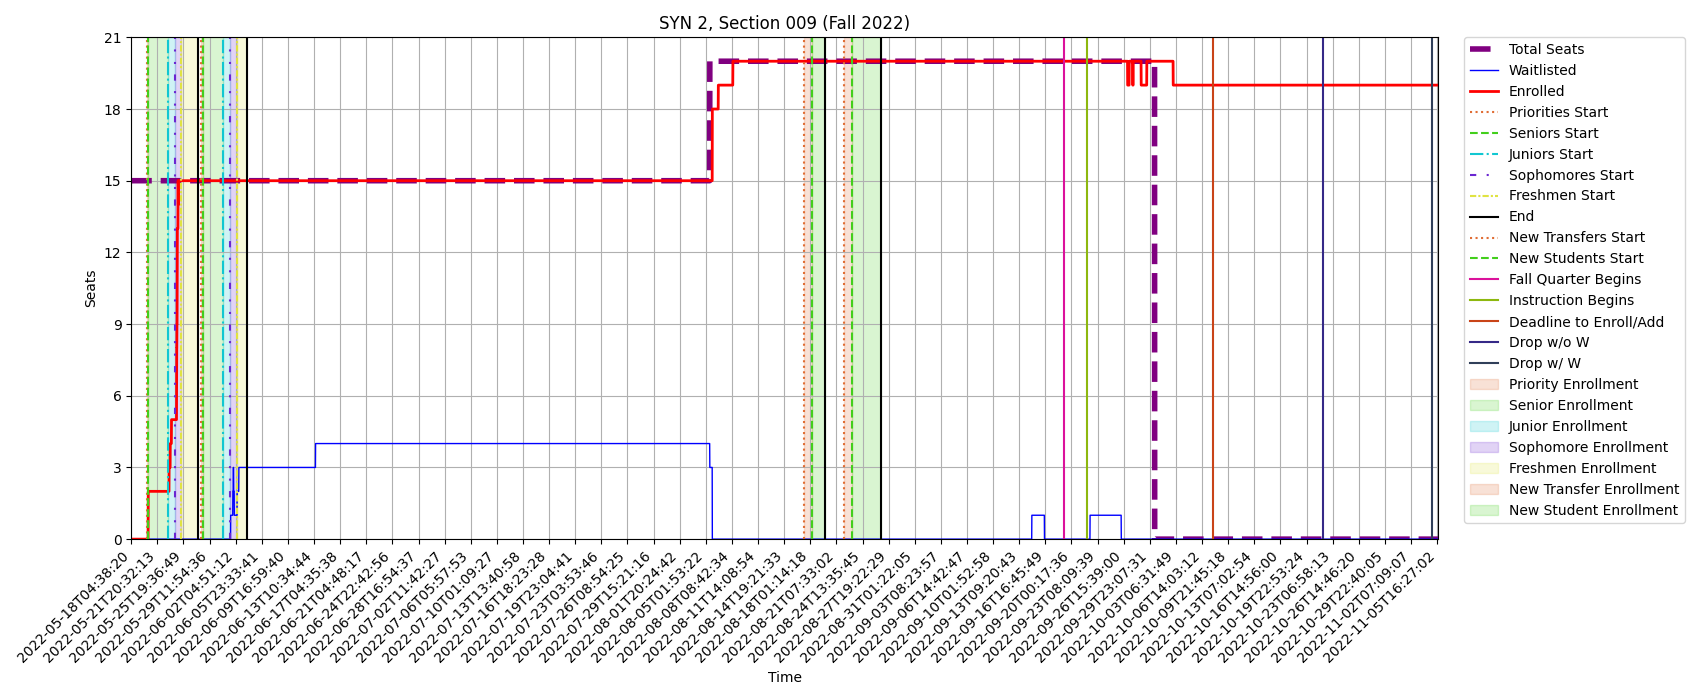 SYN 2, Section 009 (Fall 2022)
21
18
15
12
9
6
3
0
Seats
2022-05-18T04:38:20
2022-05-21T20:32:13
2022-05-25T19:36:49
2022-05-29T11:54:36
2022-06-02T04:51:12
2022-06-05T23:33:41
2022-06-09T16:59:40
2022-06-13T10:34:44
2022-06-17T04:35:38
2022-06-21T04:48:17
2022-06-24T22:42:56
2022-06-28T16:54:37
2022-07-02T11:42:27
2022-07-06T05:57:53
2022-07-10T01:09:27
2022-07-13T13:40:58
2022-07-16T18:23:28
2022-07-19T23:04:41
2022-07-23T03:53:46
2022-07-26T08:54:25
2022-07-29T15:21:16
2022-08-01T20:24:42
2022-08-05T01:53:22
2022-08-08T08:42:34
2022-08-11T14:08:54
2022-08-14T19:21:33
2022-08-18T01:14:18
2022-08-21T07:33:02
2022-08-24T13:35:45
2022-08-27T19:22:29
2022-08-31T01:22:05
2022-09-03T08:23:57
2022-09-06T14:42:47
2022-09-10T01:52:58
2022-09-13T09:20:43
2022-09-16T16:45:49
2022-09-20T00:17:36
2022-09-23T08:09:39
2022-09-26T15:39:00
2022-09-29T23:07:31
2022-10-03T06:31:49
2022-10-06T14:03:12
2022-10-09T21:45:18
2022-10-13T07:02:54
2022-10-16T14:56:00
2022-10-19T22:53:24
2022-10-23T06:58:13
2022-10-26T14:46:20
2022-10-29T22:40:05
2022-11-02T07:09:07
2022-11-05T16:27:02
Time
Total Seats
Waitlisted
Enrolled
Priorities Start
Seniors Start
Juniors Start
Sophomores Start
Freshmen Start
End
New Transfers Start
New Students Start
Fall Quarter Begins
Instruction Begins
Deadline to Enroll/Add
Drop w/o W
Drop w/ W
Priority Enrollment
Senior Enrollment
Junior Enrollment
Sophomore Enrollment
Freshmen Enrollment
New Transfer Enrollment
New Student Enrollment